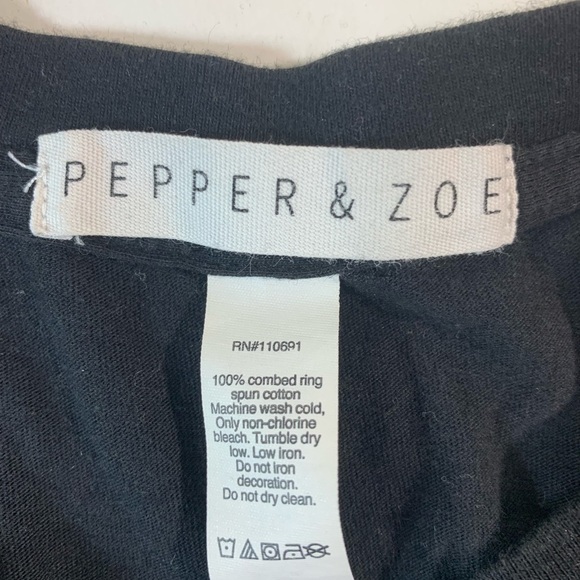 PEPPER & ZOE
RN#110691
100% combed ring
spun cotton
Machine wash cold,
Only non-chlorine
bleach. Tumble dry
low. Low iron.
Do not iron
decoration.
Do not dry clean.